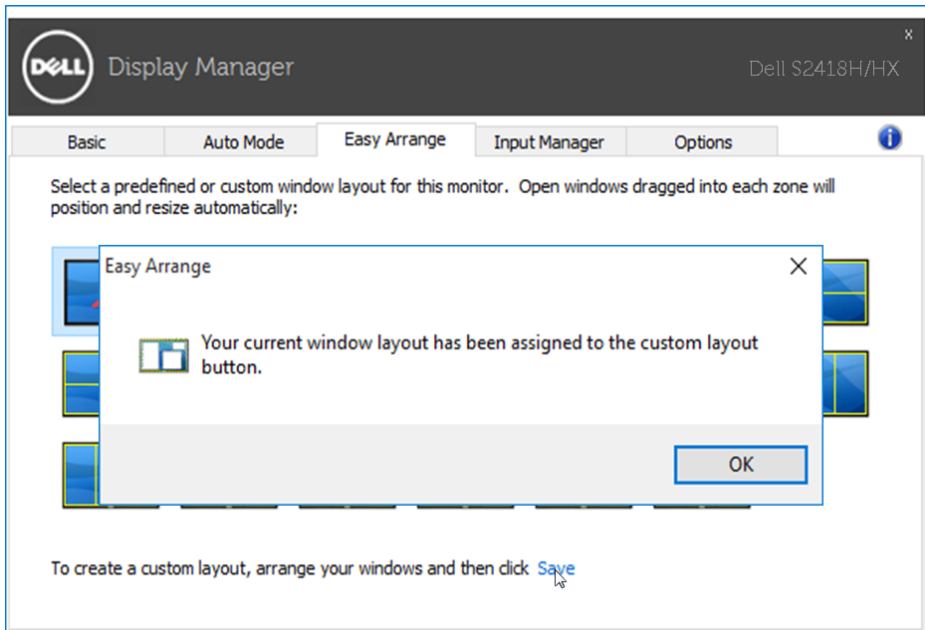 DELL
Display Manager
Dell S2418H/HX
x
Basic
Auto Mode
Easy Arrange
Input Manager
Options
i
Select a predefined or custom window layout for this monitor. Open windows dragged into each zone will
position and resize automatically:
Easy Arrange
Your current window layout has been assigned to the custom layout
button.
OK
To create a custom layout, arrange your windows and then click Save